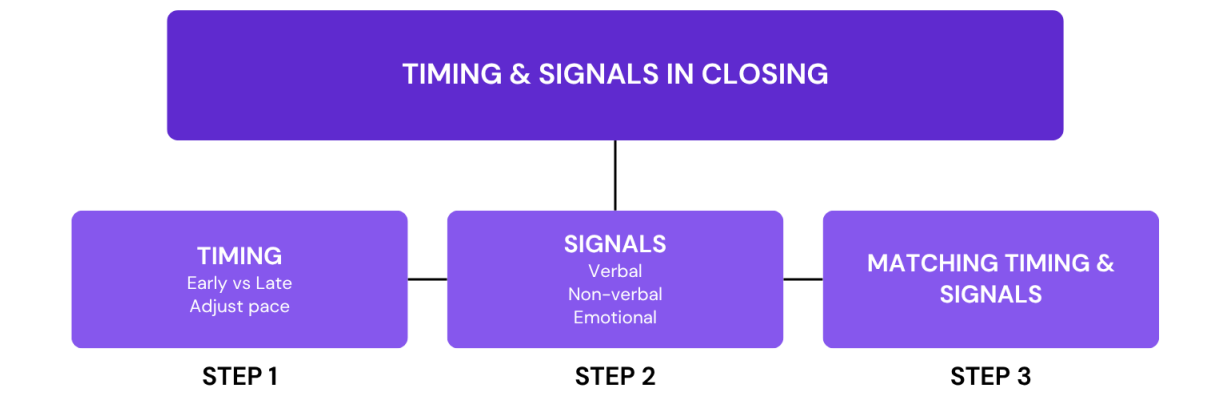 TIMING & SIGNALS IN CLOSING
TIMING
Early vs Late
Adjust pace
SIGNALS
Verbal
Non-verbal
Emotional
MATCHING TIMING &
SIGNALS
STEP 1
STEP 2
STEP 3